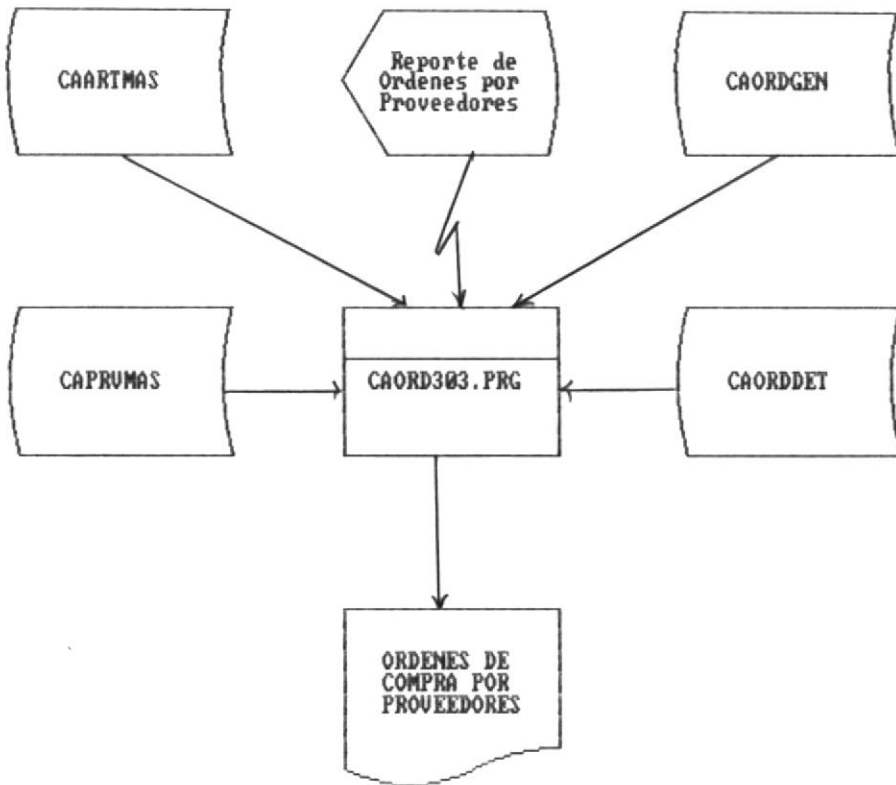 CAARTMAS
Reporte de
Ordenes por
Proveedores
CAORDGEN
CAPRVMAS
CAORD303.PRG
CAORDDET
ORDENES DE
COMPRA POR
PROVEEDORES